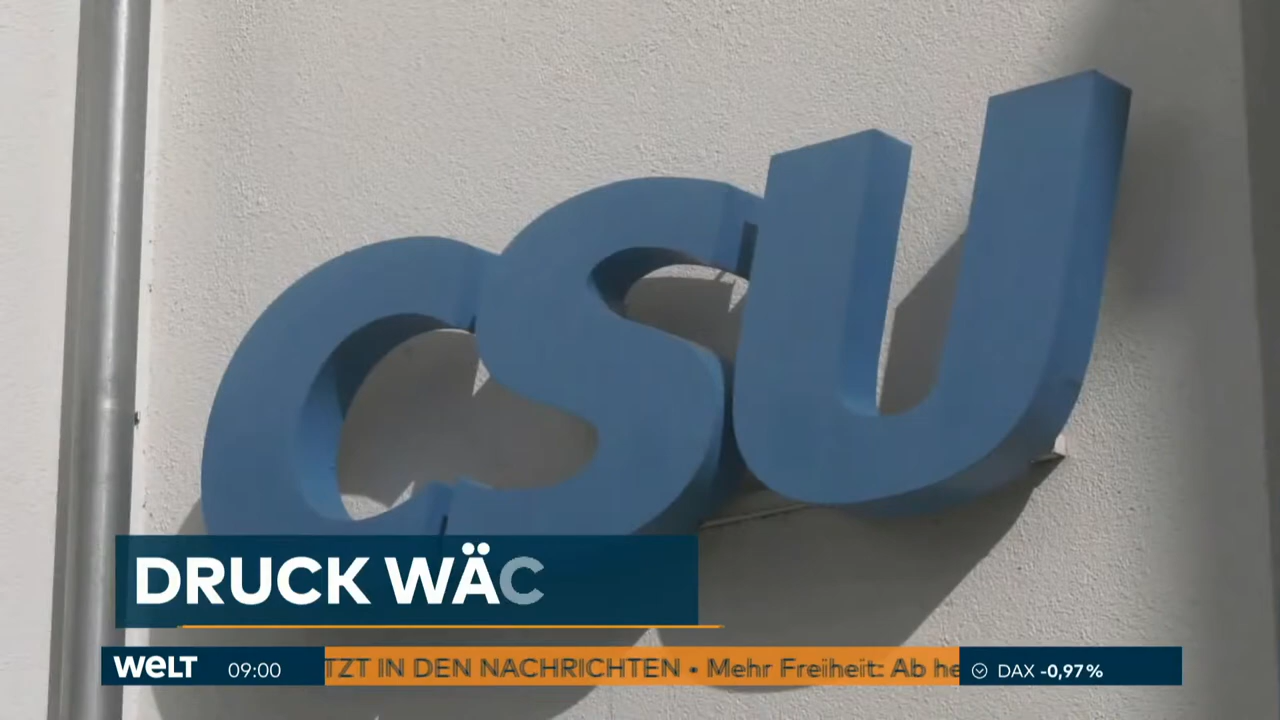 CSU
DRUCK WÄC
WELT 09:00 TZT IN DEN NACHRICHTEN • Mehr Freiheit: Ab he DAX -0,97%